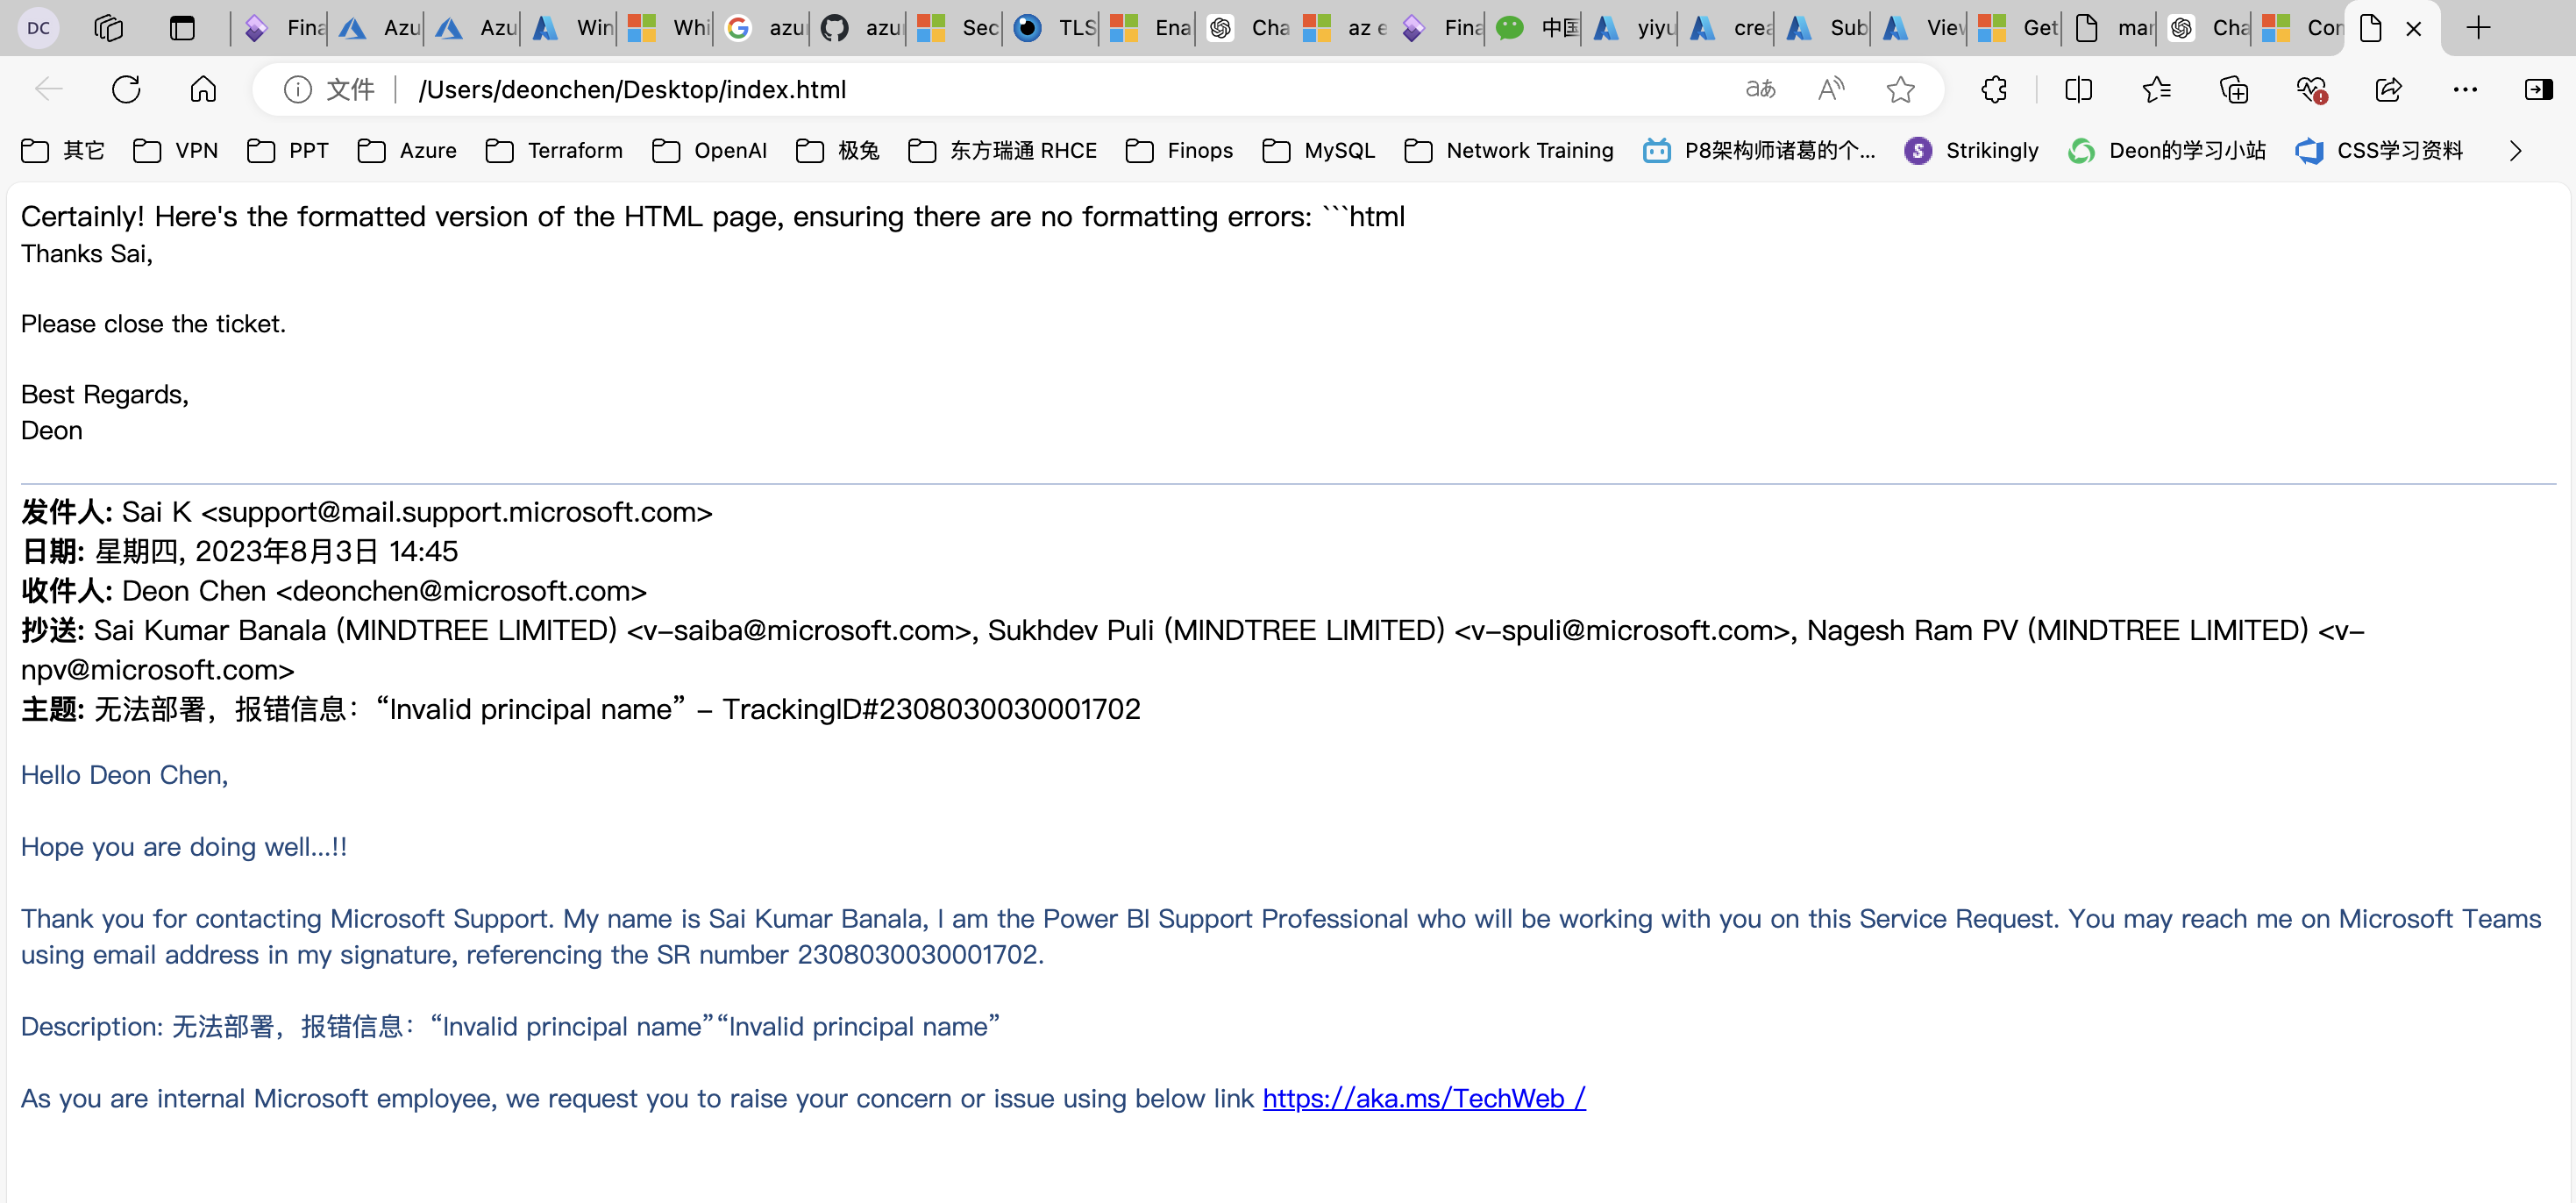 DC Fina Azu Azu Win Whi azu azu Sec TLS Ena Cha az e Fina 中国 yiyu crea Sub View Get mar Cha Con
文件 /Users/deonchen/Desktop/index.html
其它 VPN PPT Azure Terraform OpenAI 极兔 东方瑞通 RHCE Finops MySQL Network Training P8架构师诸葛的个... Strikingly Deon的学习小站 CSS学习资料
Certainly! Here's the formatted version of the HTML page, ensuring there are no formatting errors: ```html
Thanks Sai,
Please close the ticket.
Best Regards,
Deon
发件人: Sai K <support@mail.support.microsoft.com>
日期: 星期四, 2023年8月3日 14:45
收件人: Deon Chen <deonchen@microsoft.com>
抄送: Sai Kumar Banala (MINDTREE LIMITED) <v-saiba@microsoft.com>, Sukhdev Puli (MINDTREE LIMITED) <v-spuli@microsoft.com>, Nagesh Ram PV (MINDTREE LIMITED) <v-
npv@microsoft.com>
主题: 无法部署，报错信息：“Invalid principal name” - TrackingID#2308030030001702
Hello Deon Chen,
Hope you are doing well...!!
Thank you for contacting Microsoft Support. My name is Sai Kumar Banala, I am the Power BI Support Professional who will be working with you on this Service Request. You may reach me on Microsoft Teams
using email address in my signature, referencing the SR number 2308030030001702.
Description: 无法部署，报错信息：“Invalid principal name”“Invalid principal name”
As you are internal Microsoft employee, we request you to raise your concern or issue using below link https://aka.ms/TechWeb /